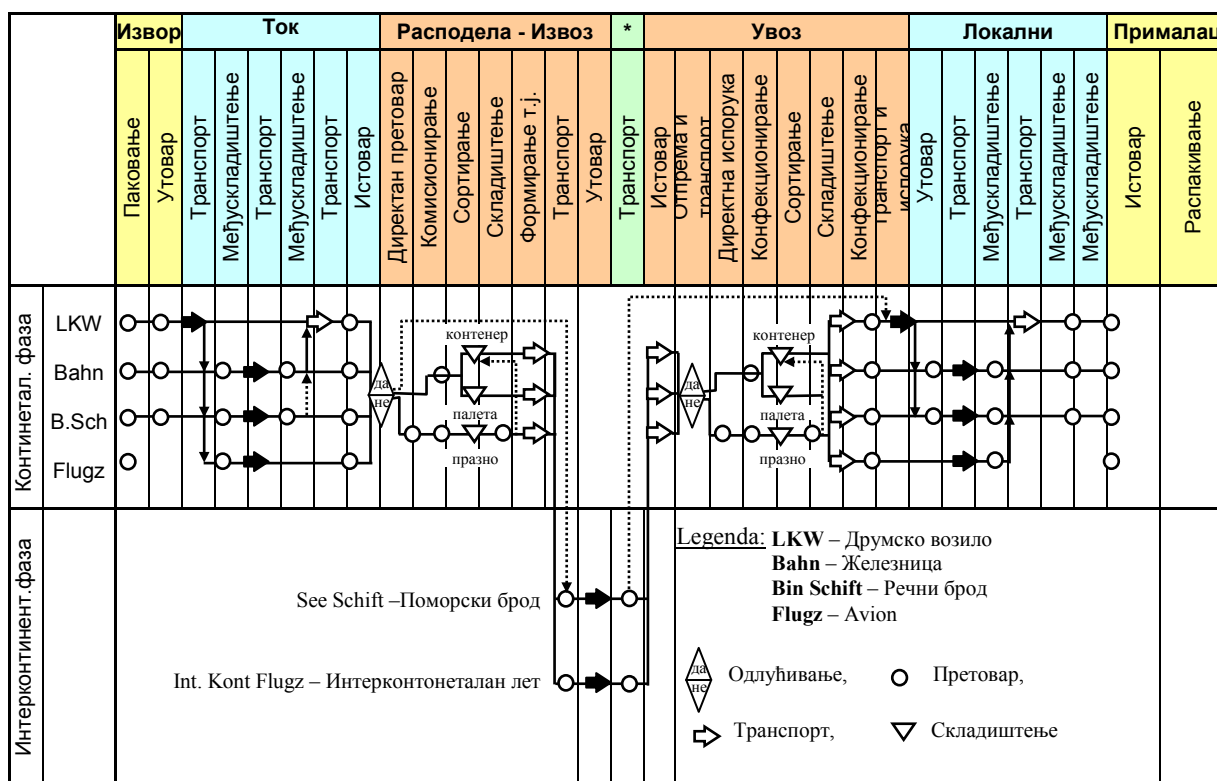 Извор Ток Расподела - Извоз * Увоз Локални Прималац
Паковање
Утовар
Транспорт
Међускладиштење
Транспорт
Међускладиштење
Транспорт
Истовар
Директан претовар
Комисионирање
Сортирање
Складиштење
Формирање т.ј.
Транспорт
Утовар
Транспорт
Истовар
Отпрема и
транспорт
Директна испорука
Конфекционирање
Сортирање
Складиштење
Конфекционирање
Транспорт и
испорука
Утовар
Транспорт
Међускладиштење
Транспорт
Међускладиштење
Међускладиштење
Истовар
Распакивање
Континетал. фаза
LKW
Bahn
B.Sch
Flugz
да
не
контенер
палета
празно
да
не
контенер
палета
празно
Интерконтинент.фаза
See Schift –Поморски брод
Int. Kont Flugz – Интерконтонеталан лет
Legenda: LKW – Друмско возило
Bahn – Железница
Bin Schift – Речни брод
Flugz – Avion
да
не
Одлућивање, Претовар,
Транспорт, Складиштење